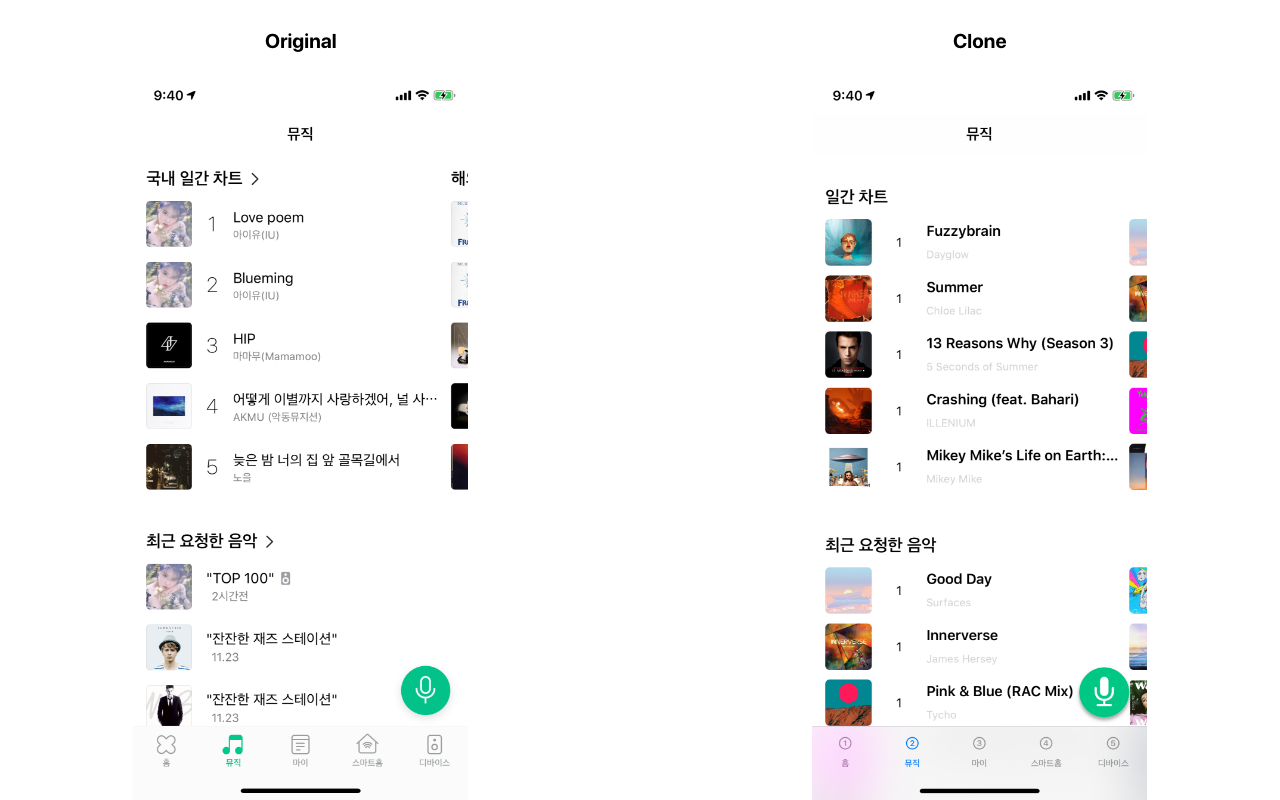 Original
9:40
뮤직
국내 일간 차트
1
Love poem
아이유(IU)
2
Blueming
아이유(IU)
3
HIP
마마무(Mamamoo)
4
어떻게 이별까지 사랑하겠어, 널 사…
AKMU (악동뮤지션)
5
늦은 밤 너의 집 앞 골목길에서
노을
최근 요청한 음악
"TOP 100"
2시간전
"잔잔한 재즈 스테이션"
11.23
"잔잔한 재즈 스테이션"
11.23
홈
뮤직
마이
스마트홈
디바이스
Clone
9:40
뮤직
일간 차트
1
Fuzzybrain
Dayglow
1
Summer
Chloe Lilac
1
13 Reasons Why (Season 3)
5 Seconds of Summer
1
Crashing (feat. Bahari)
ILLENIUM
1
Mikey Mike's Life on Earth:...
Mikey Mike
최근 요청한 음악
1
Good Day
Surfaces
1
Innerverse
James Hersey
1
Pink & Blue (RAC Mix)
Tycho
1
홈
2
뮤직
3
마이
4
스마트홈
5
디바이스